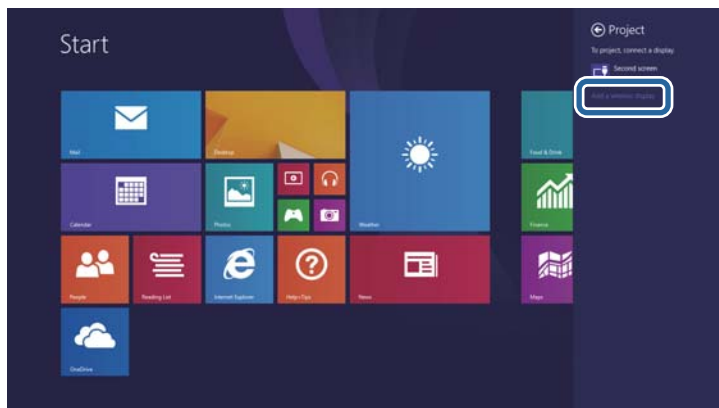 Start
Project
To project, connect a display
Second screen
Add a wireless display
Mail
Desktop
Food & Drink
Calendar
Photos
Weather
Finance
People
Reading List
Internet Explorer
Help+Tips
News
Maps
OneDrive